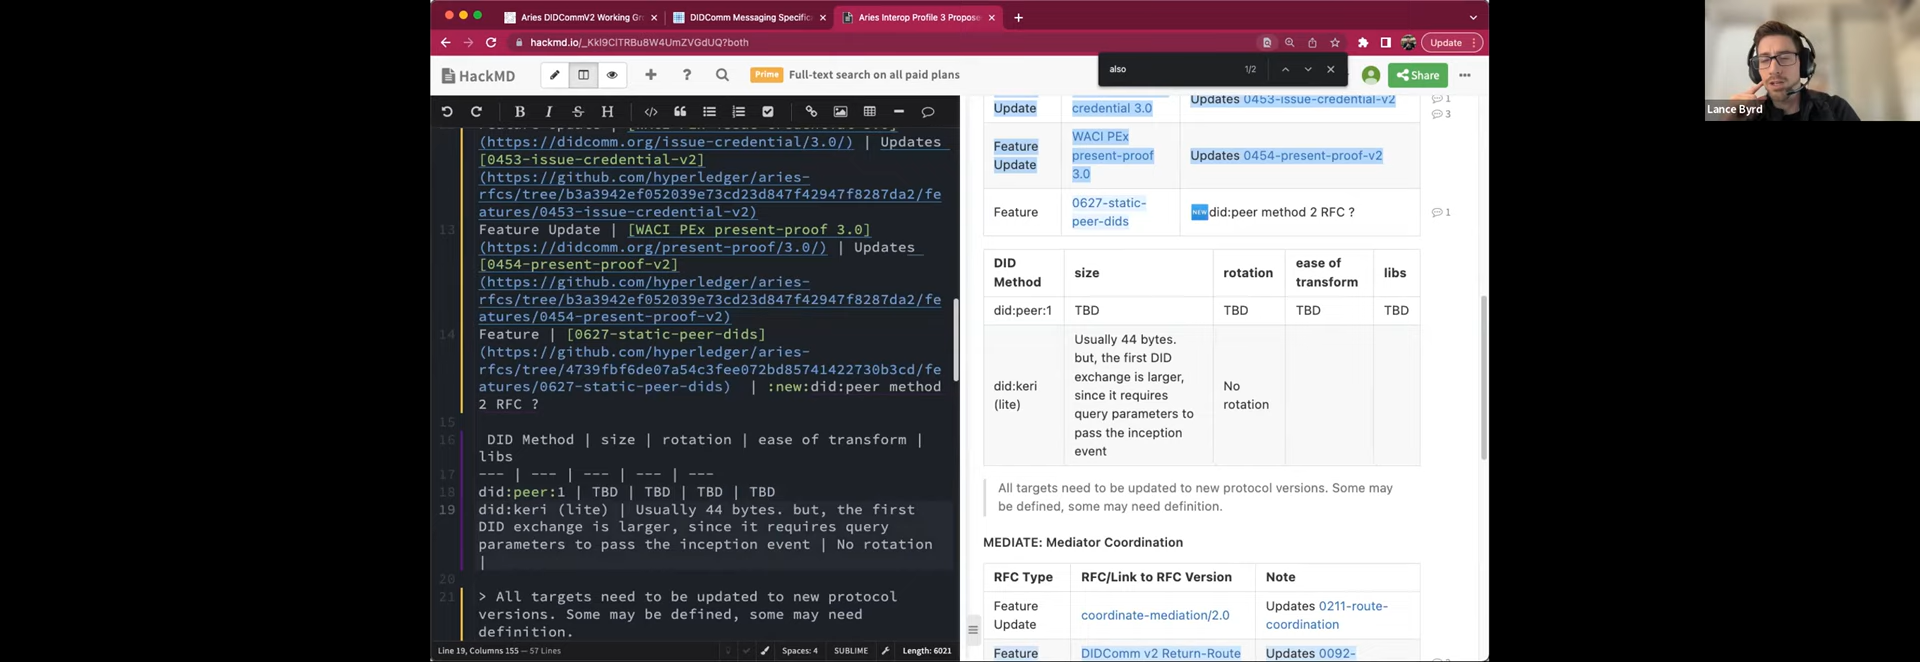 Aries DIDCommV2 Working Gr
DIDComm Messaging Specific
Aries Interop Profile 3 Propose
hackmd.io/_KkI9ClTRBu8W4UmZVGdUQ?both
Update
also
1/2
HackMD
Prime
Full-text search on all paid plans
Share
Lance Byrd
(https://didcomm.org/issue-credential/3.0/) | Updates
[0453-issue-credential-v2]
(https://github.com/hyperledger/aries-
rfcs/tree/b3a3942ef052039e73cd23d847f42947f8287da2/fe
atures/0453-issue-credential-v2)
13 Feature Update | [WACI PEx present-proof 3.0]
(https://didcomm.org/present-proof/3.0/) | Updates
[0454-present-proof-v2]
(https://github.com/hyperledger/aries-
rfcs/tree/b3a3942ef052039e73cd23d847f42947f8287da2/fe
atures/0454-present-proof-v2)
14 Feature | [0627-static-peer-dids]
(https://github.com/hyperledger/aries-
rfcs/tree/4739fbf6de07a54c3fee072bd85741422730b3cd/fe
atures/0627-static-peer-dids) | :new:did:peer method
2 RFC ?
15
16 DID Method | size | rotation | ease of transform |
libs
17 --- | --- | --- | --- | ---
18 did:peer:1 | TBD | TBD | TBD | TBD
19 did:keri (lite) | Usually 44 bytes. but, the first
DID exchange is larger, since it requires query
parameters to pass the inception event | No rotation
|
20
21 > All targets need to be updated to new protocol
versions. Some may be defined, some may need
definition.
Line 19, Columns 155 — 57 Lines
Spaces: 4
SUBLIME
Length: 6021
Update
credential 3.0
Updates 0453-issue-credential-v2
1
3
Feature
Update
WACI PEx
present-proof
3.0
Updates 0454-present-proof-v2
Feature
0627-static-
peer-dids
NEW did:peer method 2 RFC ?
1
DID
Method
size
rotation
ease of
transform
libs
did:peer:1
TBD
TBD
TBD
TBD
did:keri
(lite)
Usually 44 bytes.
but, the first DID
exchange is larger,
since it requires
query parameters to
pass the inception
event
No
rotation
All targets need to be updated to new protocol versions. Some may
be defined, some may need definition.
MEDIATE: Mediator Coordination
RFC Type
RFC/Link to RFC Version
Note
Feature
Update
coordinate-mediation/2.0
Updates 0211-route-
coordination
Feature
DIDComm v2 Return-Route
Updates 0092-